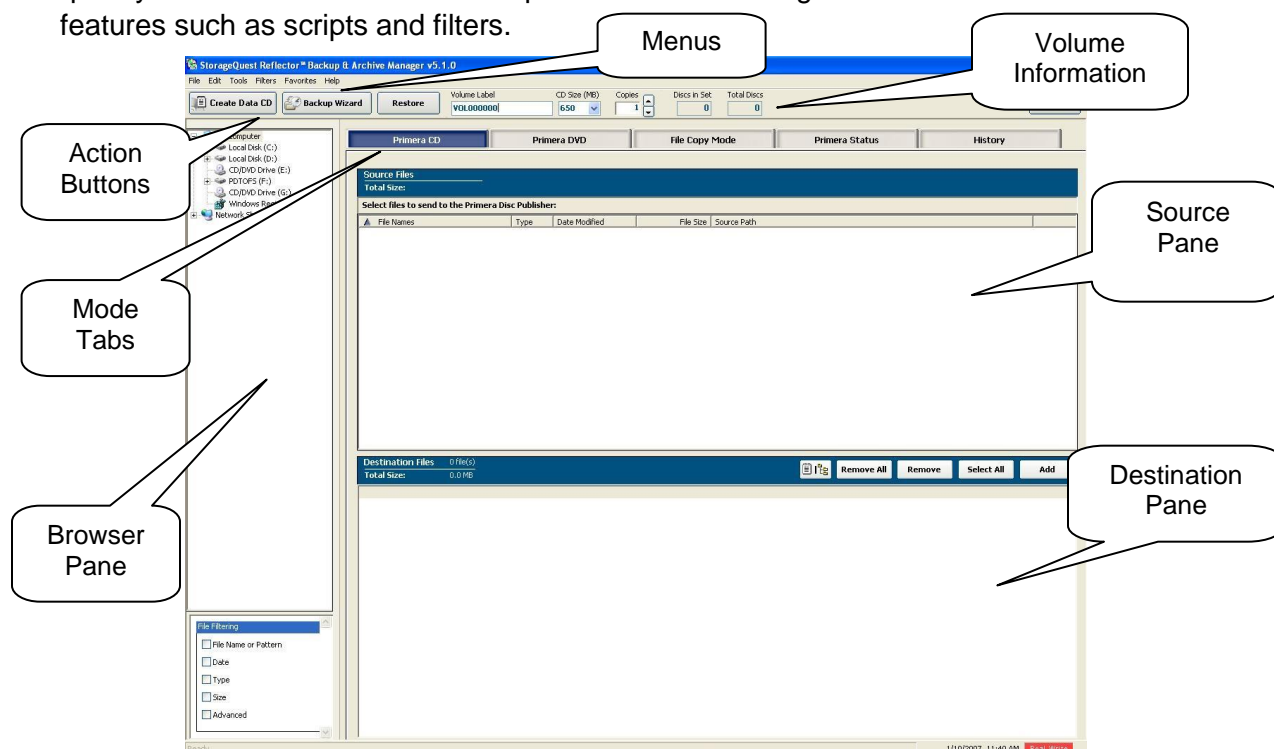 features such as scripts and filters.
Menus
Volume
Information
StorageQuest Reflector™ Backup & Archive Manager v5.1.0
File Edit Tools Filters Favorites Help
Create Data CD Backup Wizard Restore
Volume Label CD Size (MB) Copies Discs in Set Total Discs
VOL000000 650 1 0 0
Action
Buttons
Local Disk (C:)
Local Disk (D:)
CD/DVD Drive (E:)
PDTOFS (F:)
CD/DVD Drive (G:)
Windows
Network
Primera CD Primera DVD File Copy Mode Primera Status History
Source Files
Total Size:
Select files to send to the Primera Disc Publisher:
File Names Type Date Modified File Size Source Path
Source
Pane
Mode
Tabs
Destination Files 0 file(s)
Total Size: 0.0 MB
Remove All Remove Select All Add
Destination
Pane
Browser
Pane
File Filtering
File Name or Pattern
Date
Type
Size
Advanced